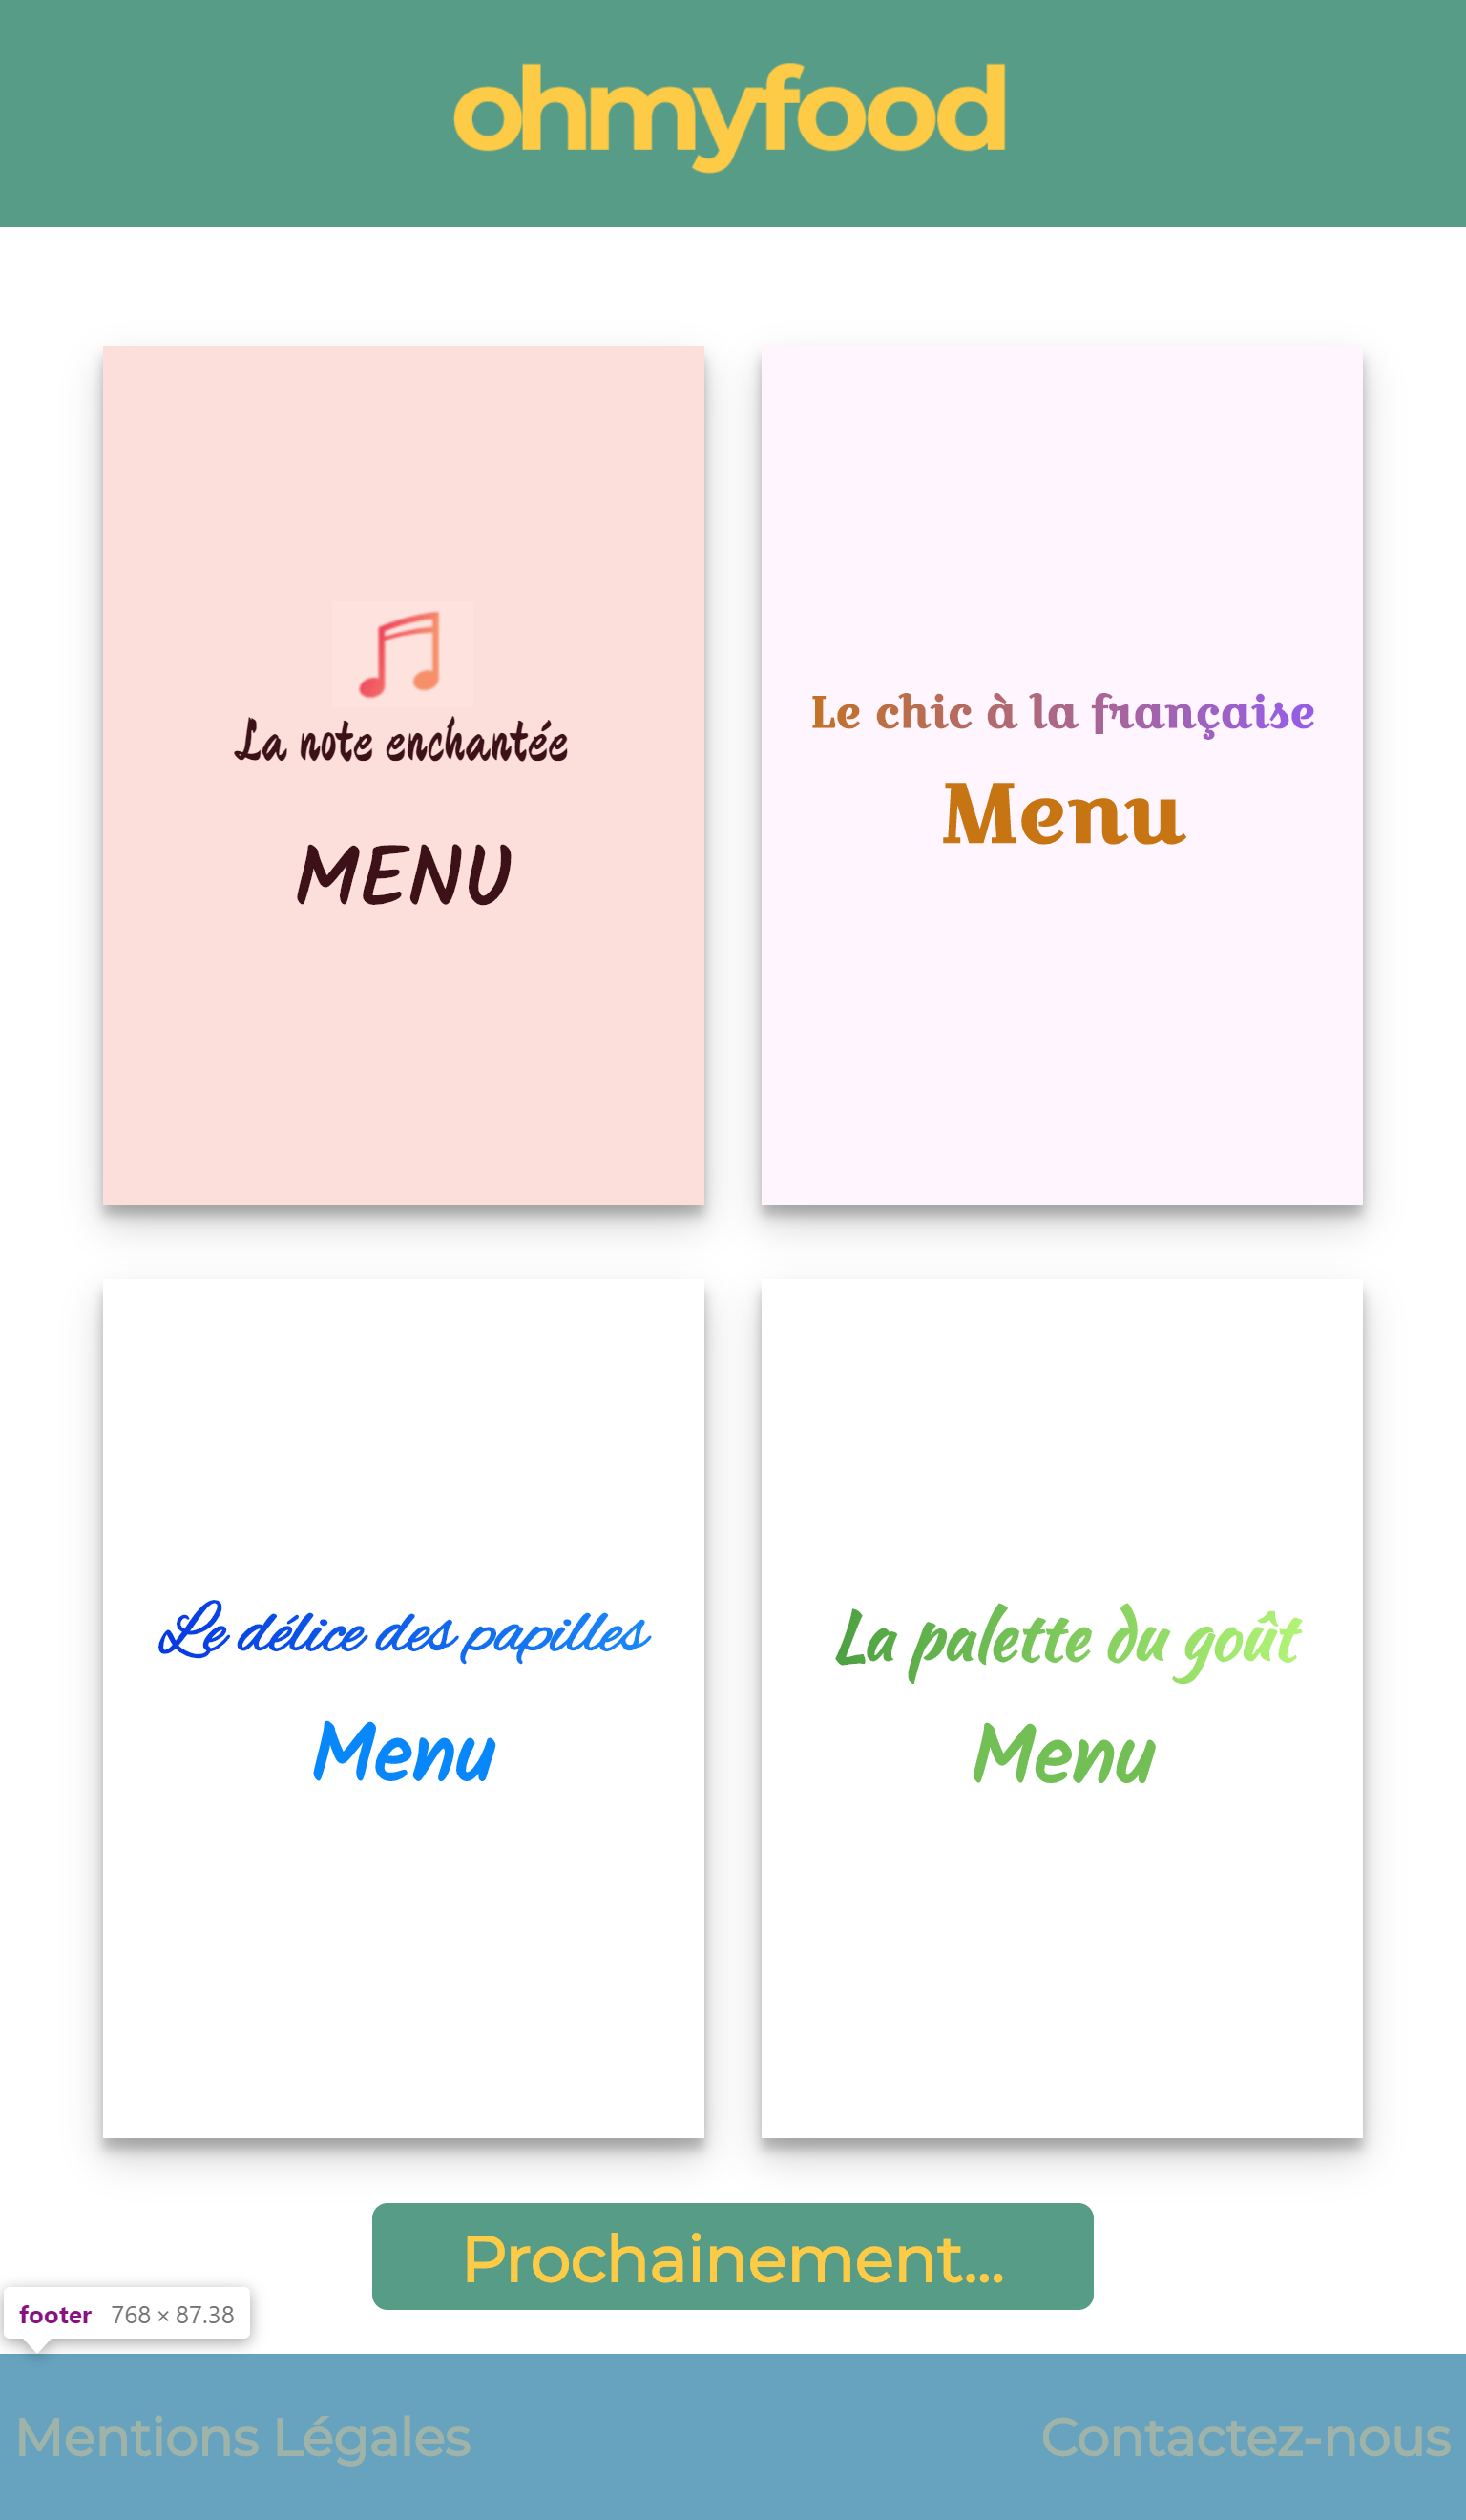 ohmyfood
La note enchantée
MENU
Le chic à la française
Menu
Le délice des papilles
Menu
La palette du goût
Menu
Prochainement...
footer 768 × 87.38
Mentions Légales
Contactez-nous